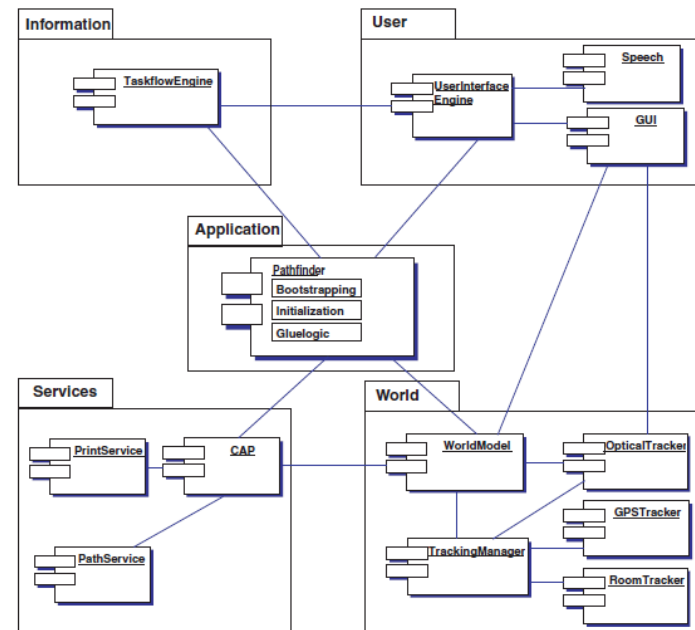 Information
TaskflowEngine
User
UserInterface
Engine
Speech
GUI
Application
Pathfinder
Bootstrapping
Initialization
Gluelogic
Services
PrintService
CAP
PathService
World
WorldModel
OpticalTracker
GPSTracker
TrackingManager
RoomTracker